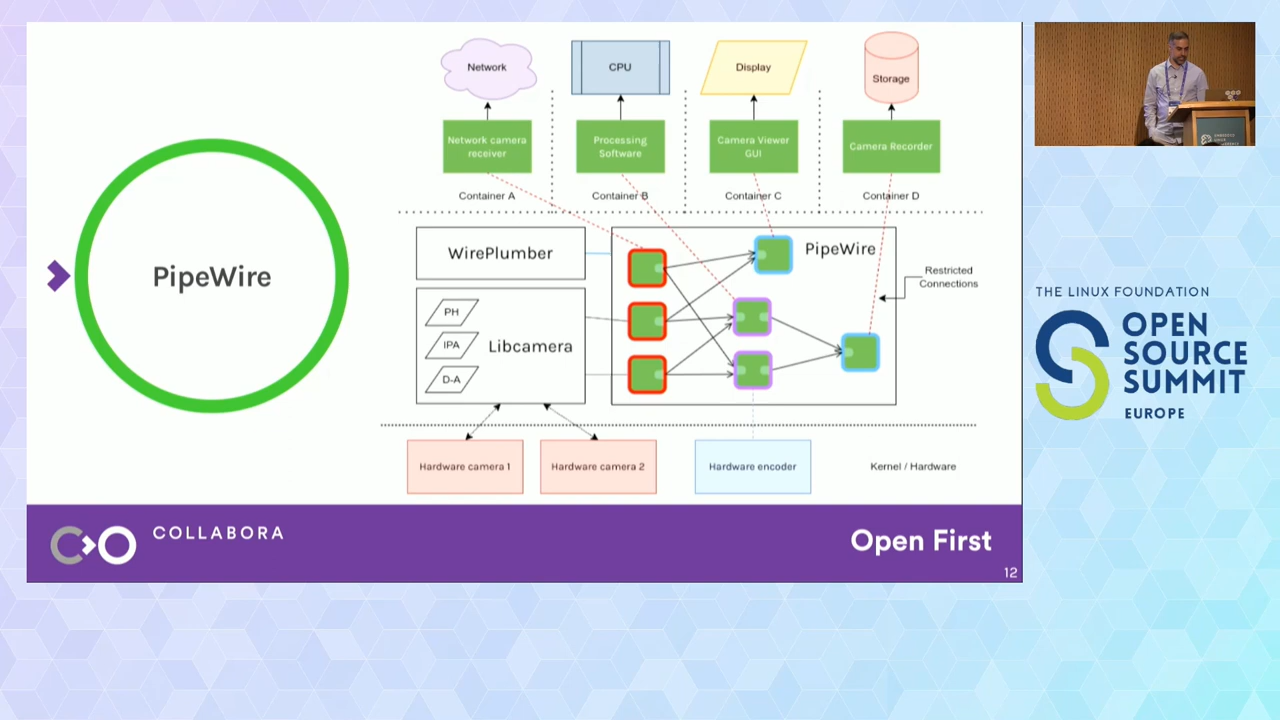 PipeWire
Network
CPU
Display
Storage
Network camera
receiver
Processing
Software
Camera Viewer
GUI
Camera Recorder
Container A
Container B
Container C
Container D
WirePlumber
PipeWire
PH
IPA
D-A
Libcamera
Restricted
Connections
Hardware camera 1
Hardware camera 2
Hardware encoder
Kernel / Hardware
COLLABORA
Open First
12
THE LINUX FOUNDATION
OPEN
SOURCE
SUMMIT
EUROPE